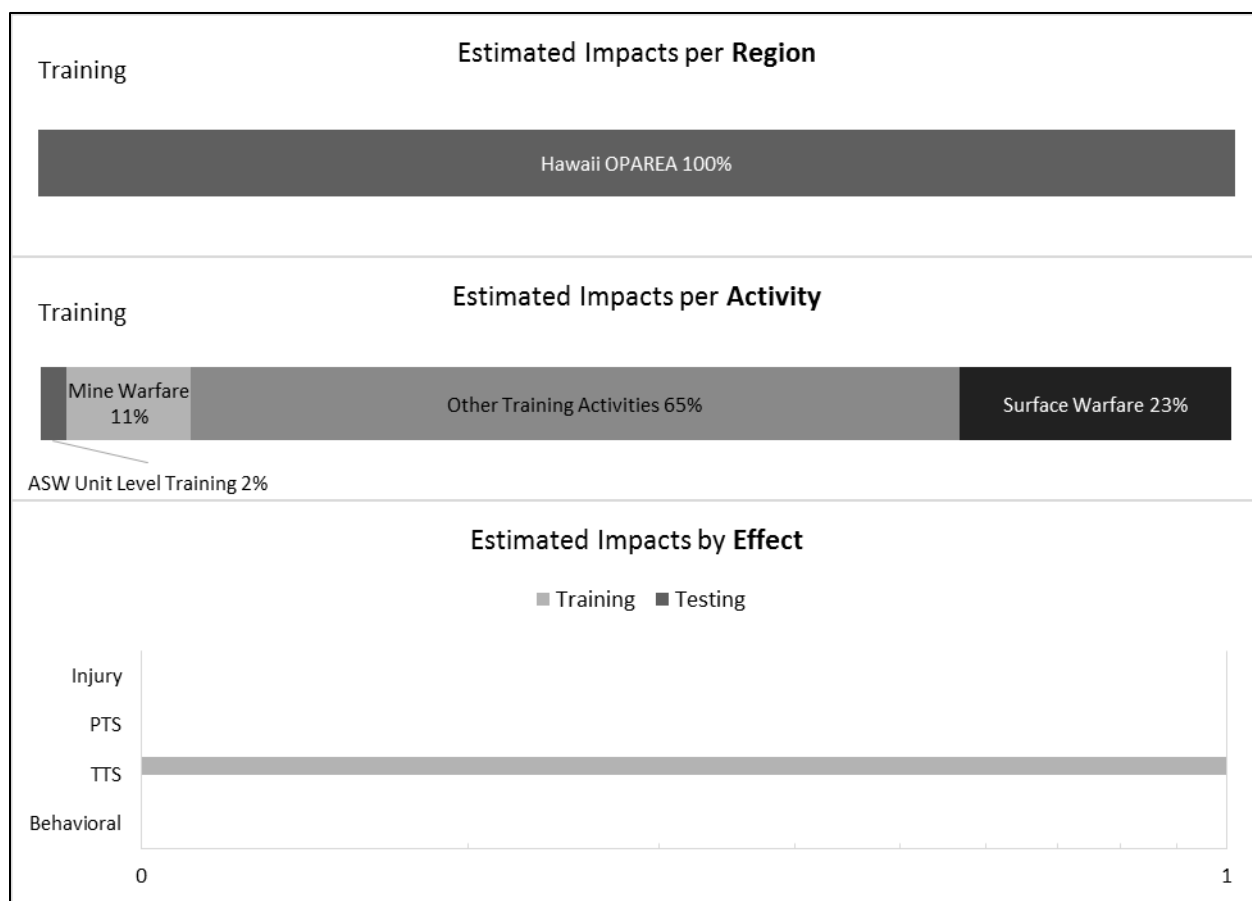 Estimated Impacts per Region
Training
Hawaii OPAREA 100%
Estimated Impacts per Activity
Training
Mine Warfare
11%
Other Training Activities 65%
Surface Warfare 23%
ASW Unit Level Training 2%
Estimated Impacts by Effect
Training Testing
Injury
PTS
TTS
Behavioral
0 1